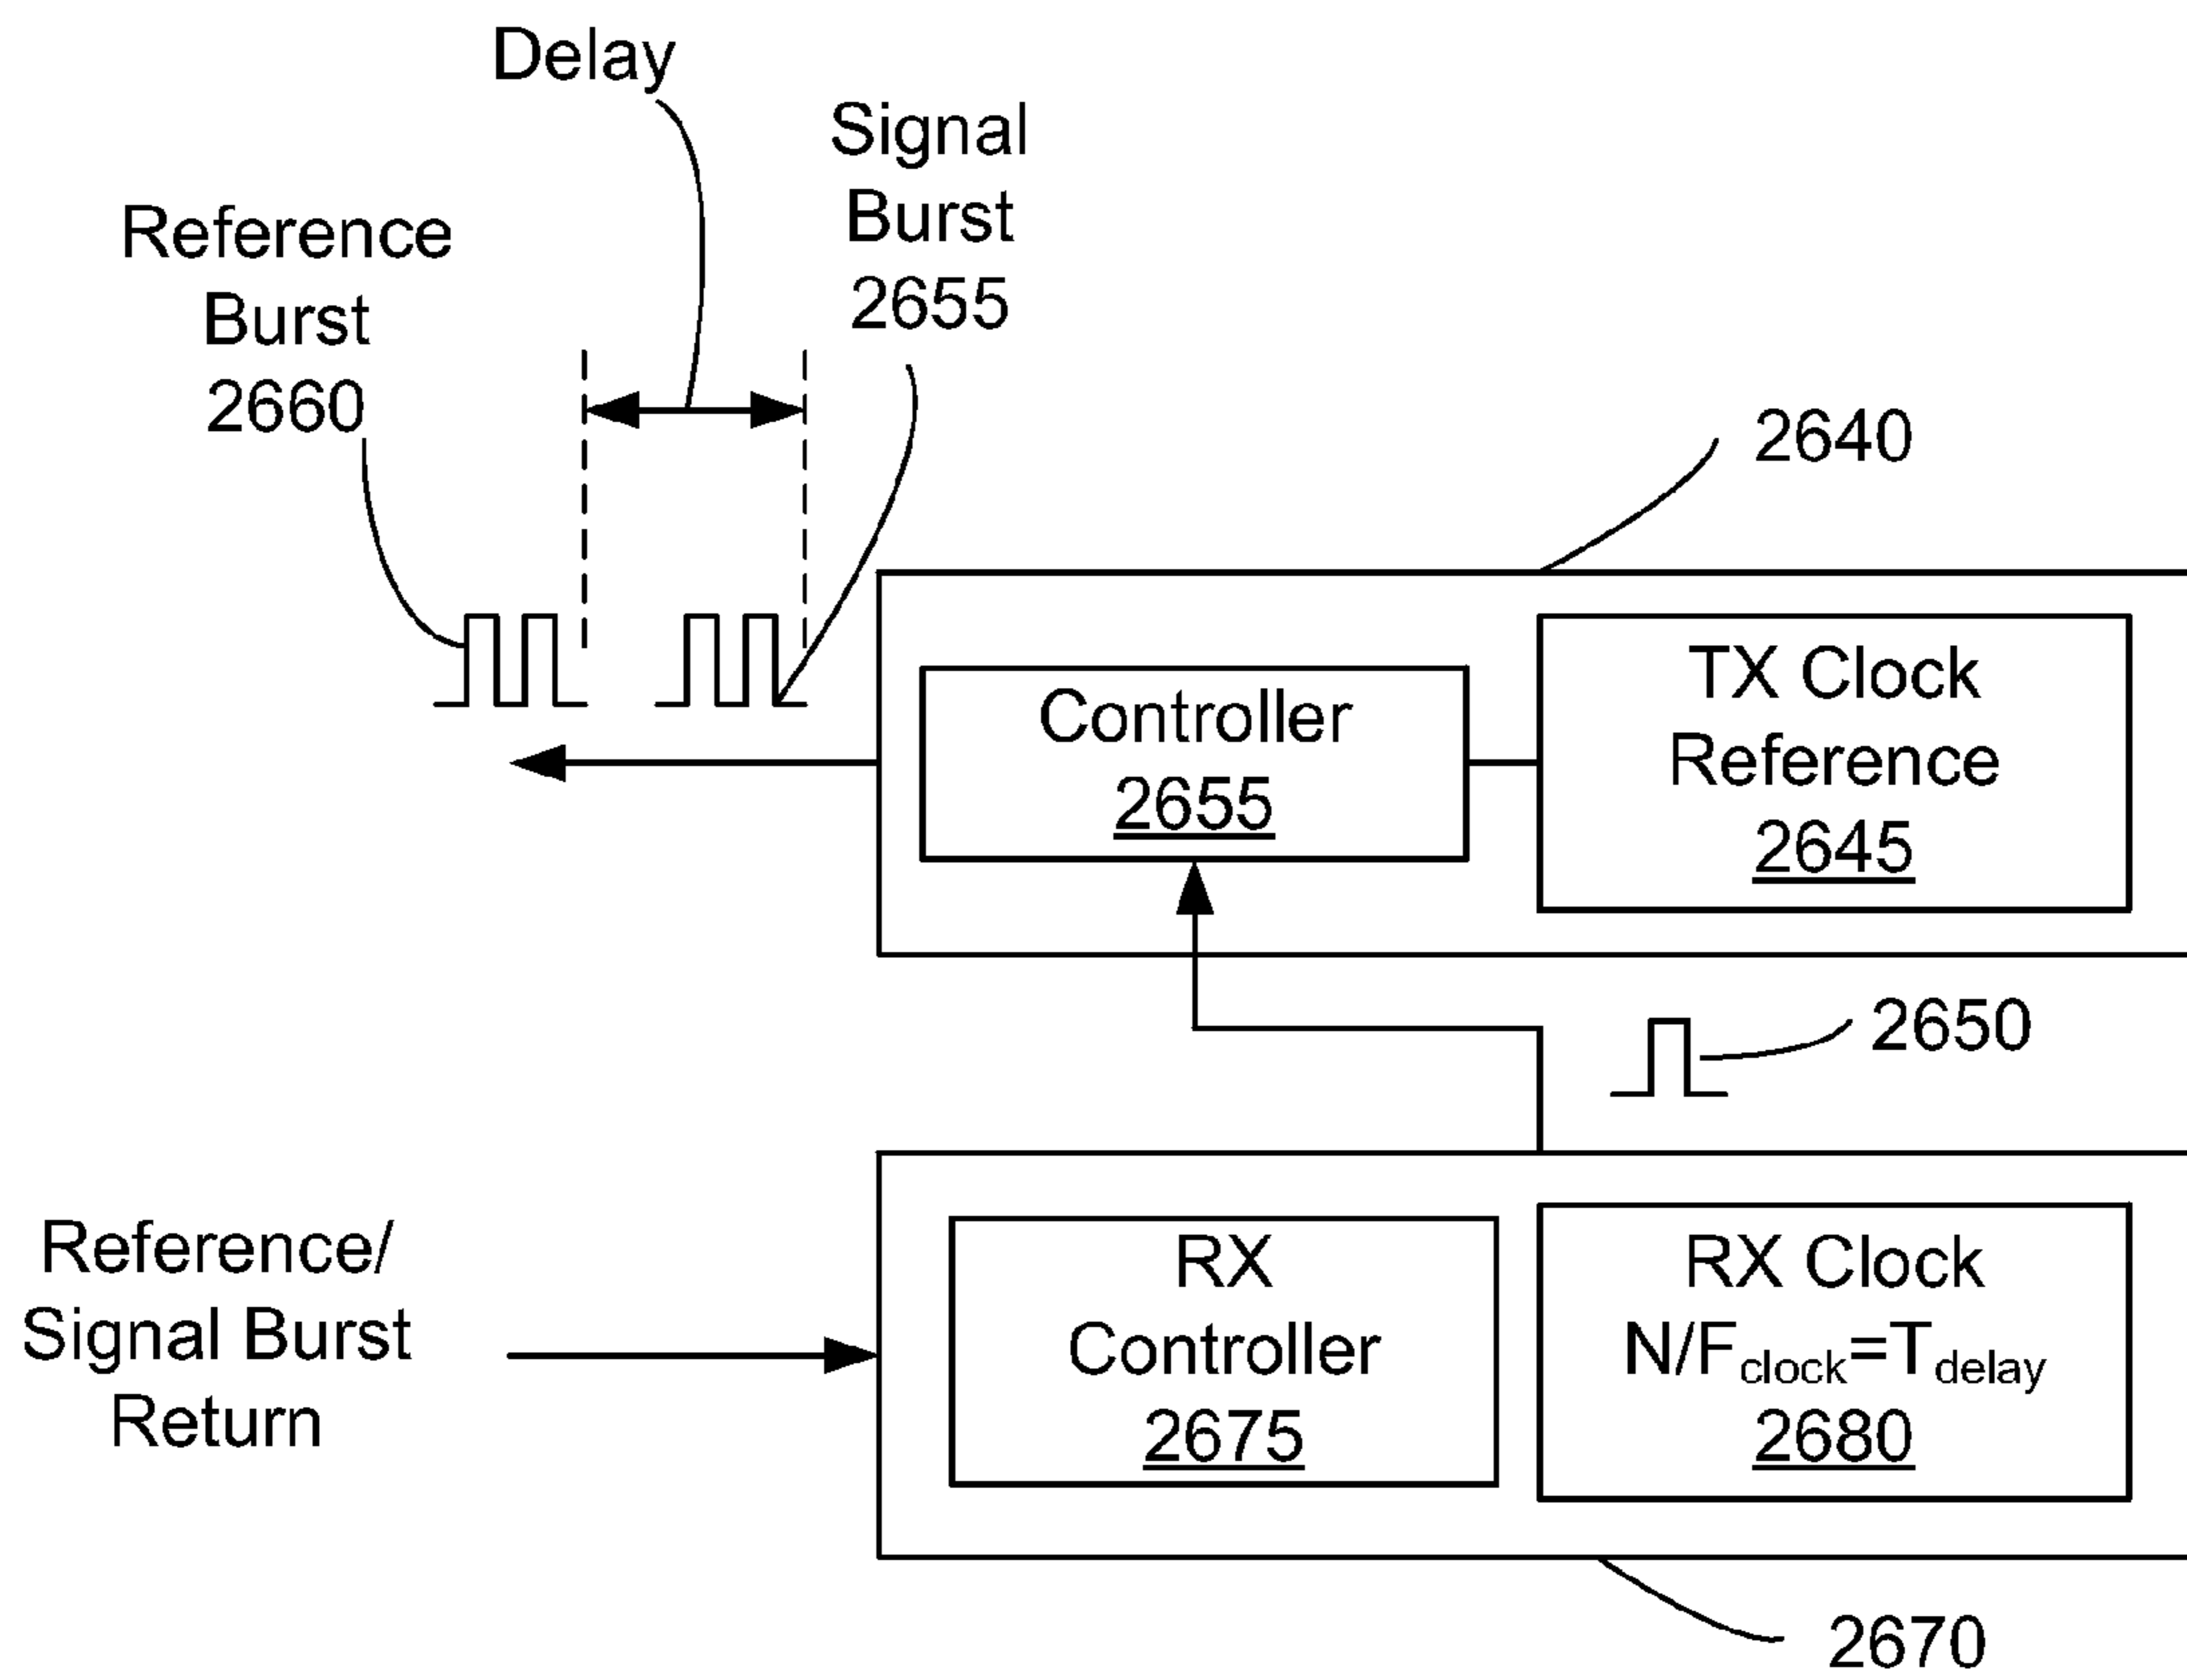 Delay
Signal
Burst
2655
Reference
Burst
2660
2640
Controller
2655
TX Clock
Reference
2645
2650
Reference/
Signal Burst
Return
RX
Controller
2675
RX Clock
N/Fclock=Tdelay
2680
2670